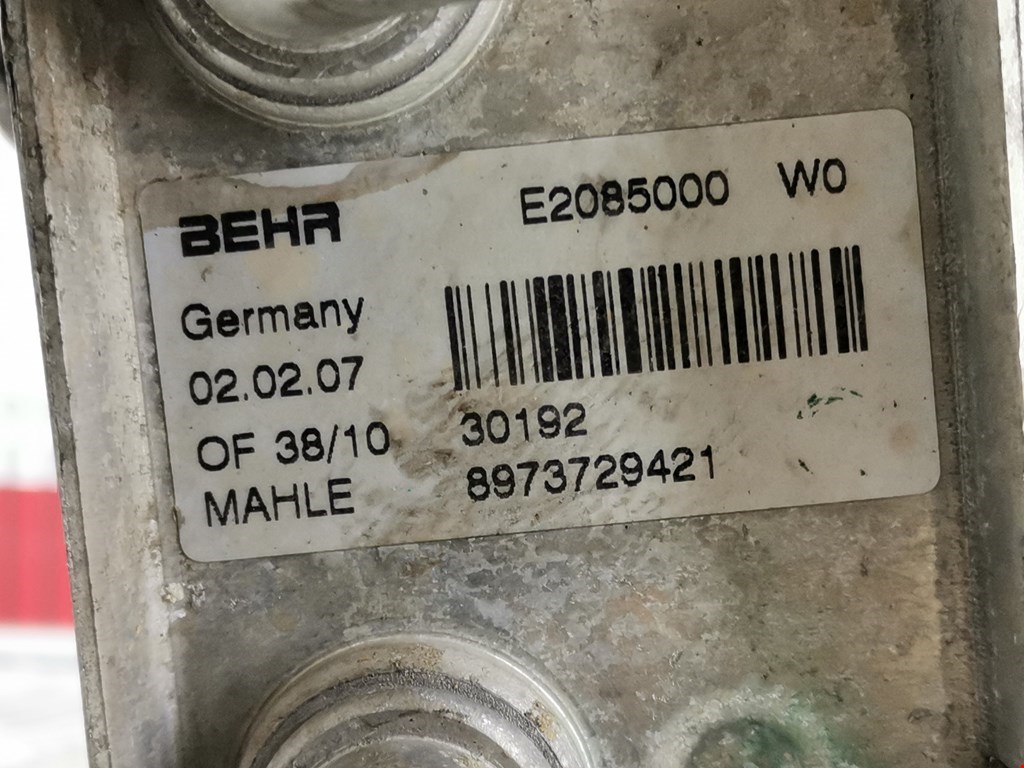 BEHR E2085000 W0
Germany
02.02.07
OF 38/10 30192
MAHLE 8973729421